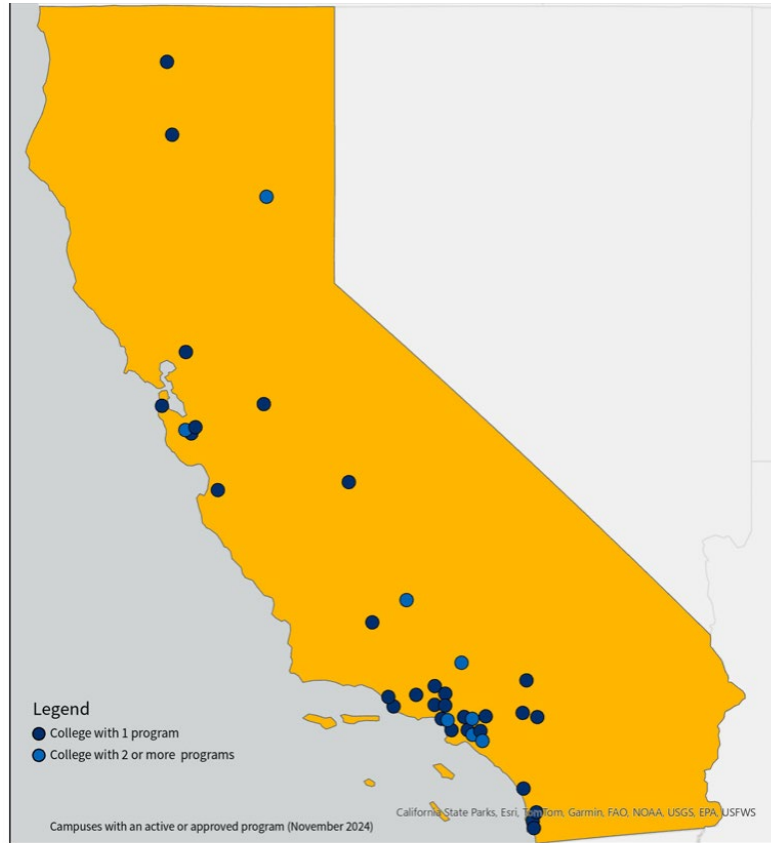 Legend
College with 1 program
College with 2 or more programs
California State Parks, Esri, TomTom, Garmin, FAO, NOAA, USGS, EPA, USFWS
Campuses with an active or approved program (November 2024)